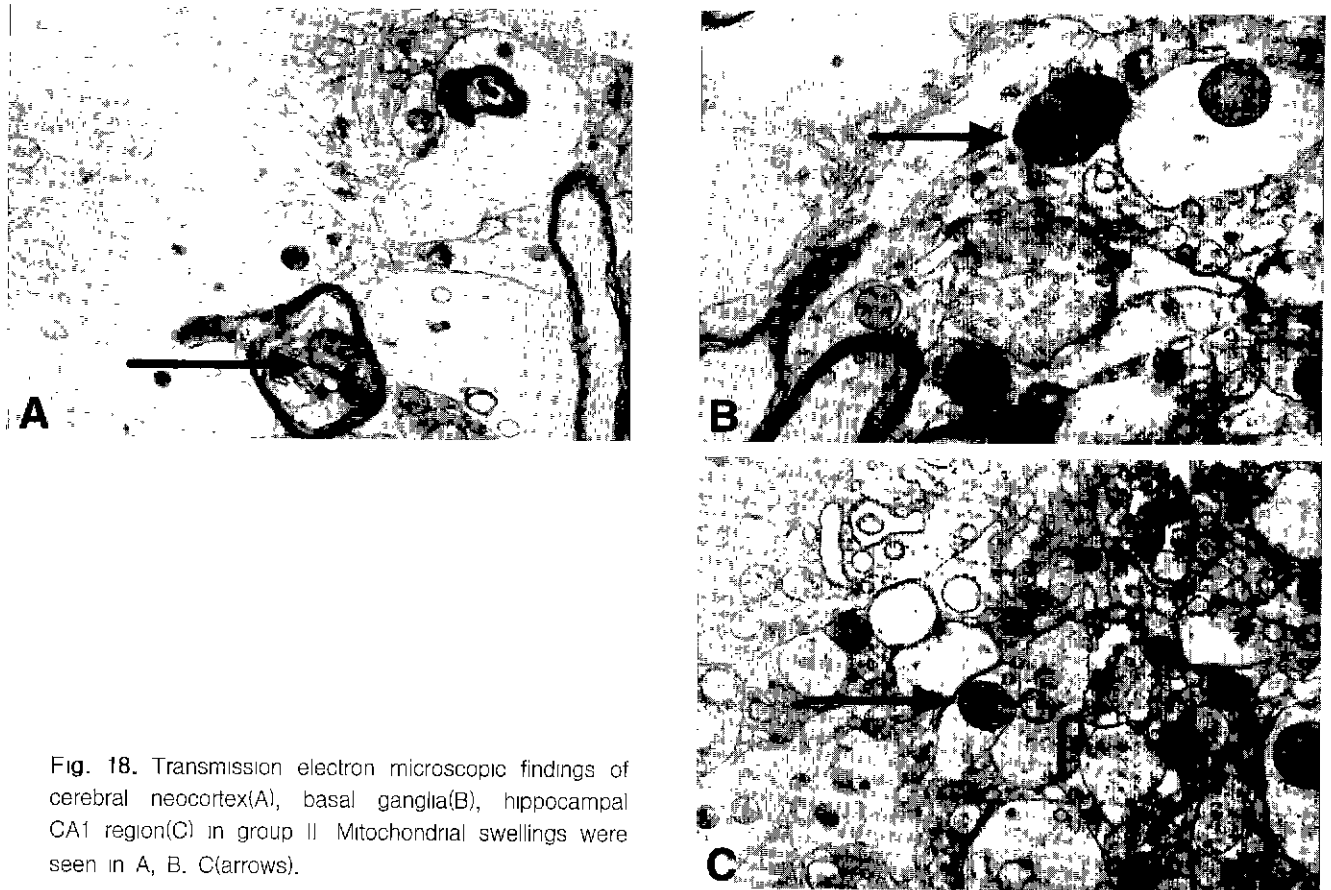 A
B
C
Fig. 18. Transmission electron microscopic findings of
cerebral neocortex(A), basal ganglia(B), hippocampal
CA1 region(C) in group II Mitochondrial swellings were
seen in A, B. C(arrows).